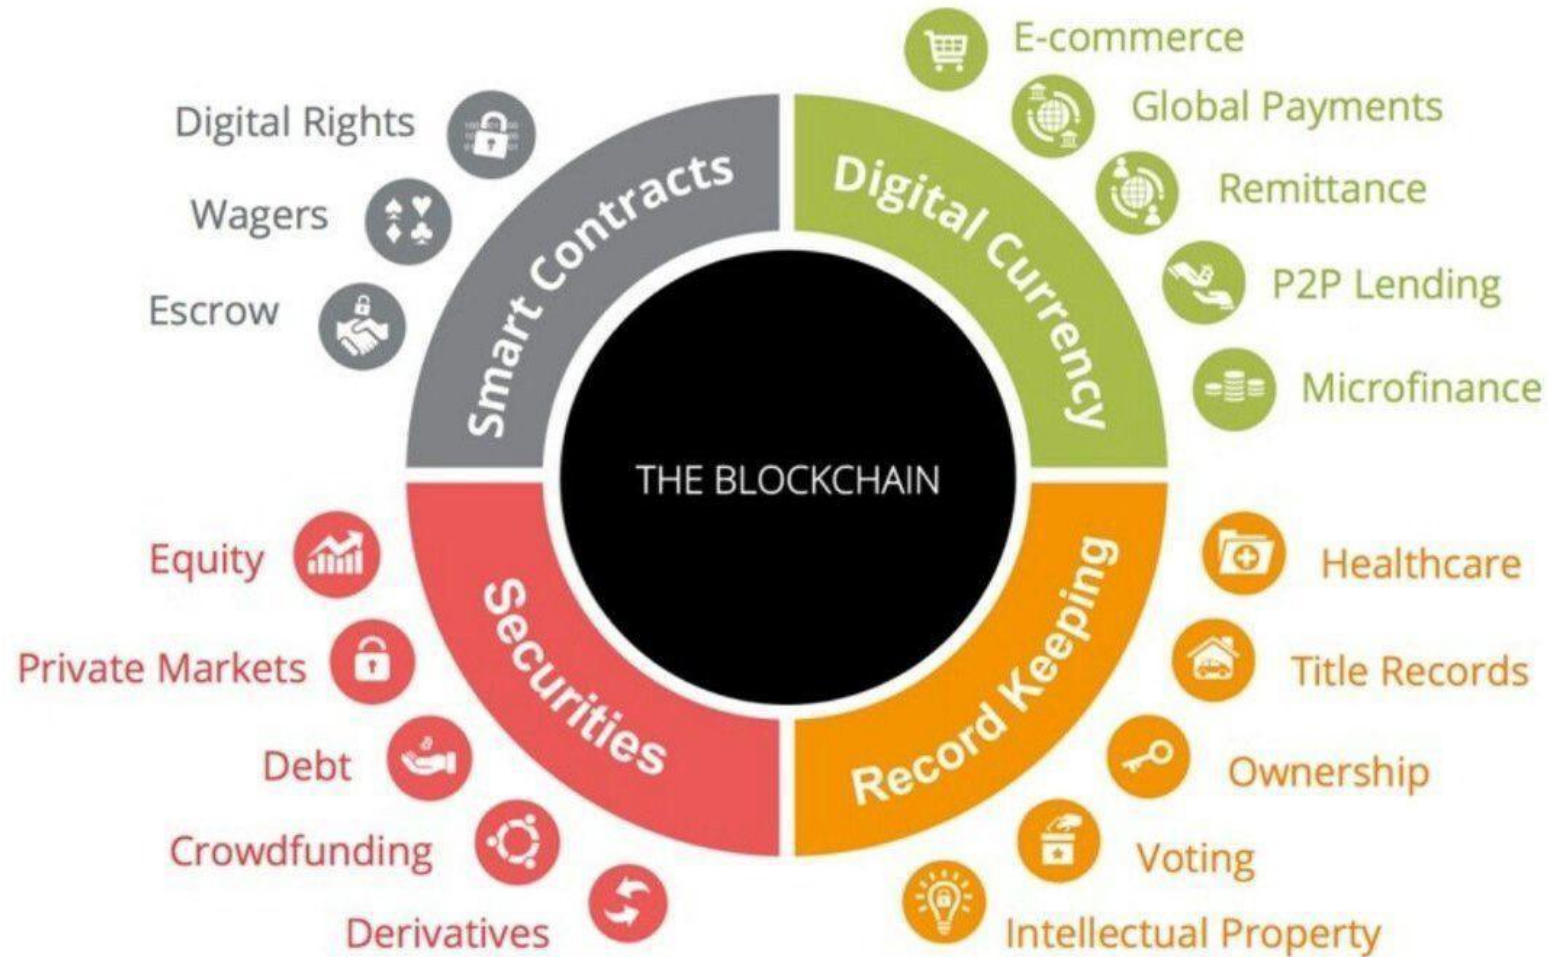 THE BLOCKCHAIN
Smart Contracts
Digital Rights
Wagers
Escrow
Digital Currency
E-commerce
Global Payments
Remittance
P2P Lending
Microfinance
Securities
Equity
Private Markets
Debt
Crowdfunding
Derivatives
Record Keeping
Healthcare
Title Records
Ownership
Voting
Intellectual Property